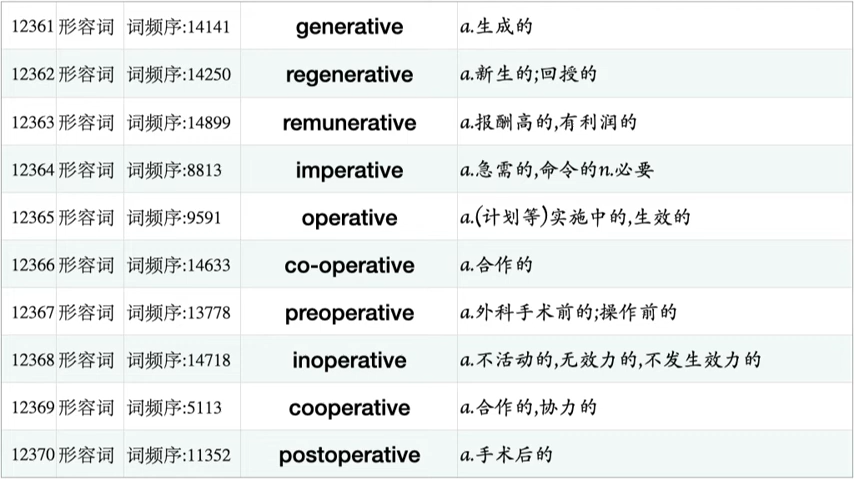 12361 形容词 词频序:14141 generative a.生成的
12362 形容词 词频序:14250 regenerative a.新生的;回授的
12363 形容词 词频序:14899 remunerative a.报酬高的,有利润的
12364 形容词 词频序:8813 imperative a.急需的,命令的n.必要
12365 形容词 词频序:9591 operative a.(计划等)实施中的,生效的
12366 形容词 词频序:14633 co-operative a.合作的
12367 形容词 词频序:13778 preoperative a.外科手术前的;操作前的
12368 形容词 词频序:14718 inoperative a.不活动的,无效力的,不发生效力的
12369 形容词 词频序:5113 cooperative a.合作的,协力的
12370 形容词 词频序:11352 postoperative a.手术后的